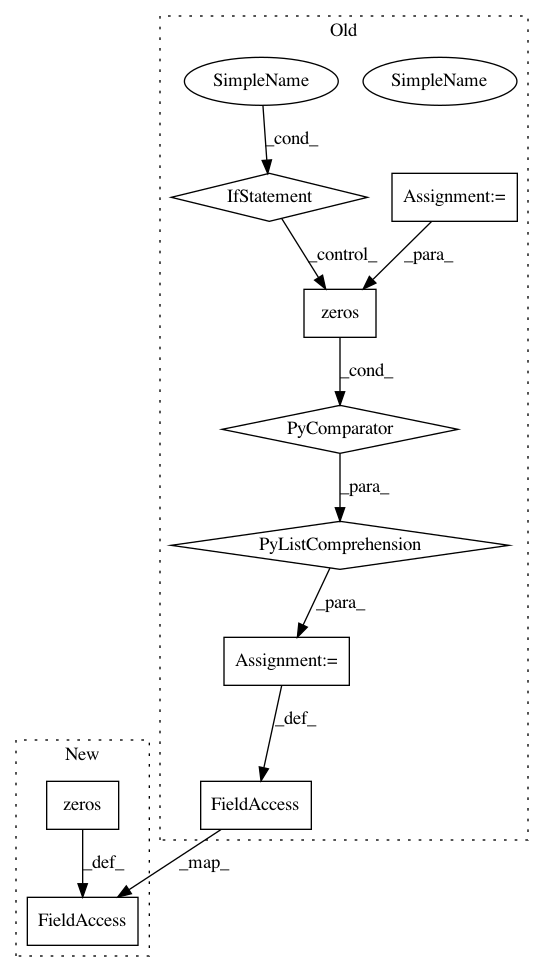 Old
SimpleName
SimpleName
_cond_
IfStatement
Assignment:=
_control_
_para_
zeros
_cond_
PyComparator
_para_
PyListComprehension
_para_
Assignment:=
_def_
New
zeros
FieldAccess
_def_
_map_
FieldAccess